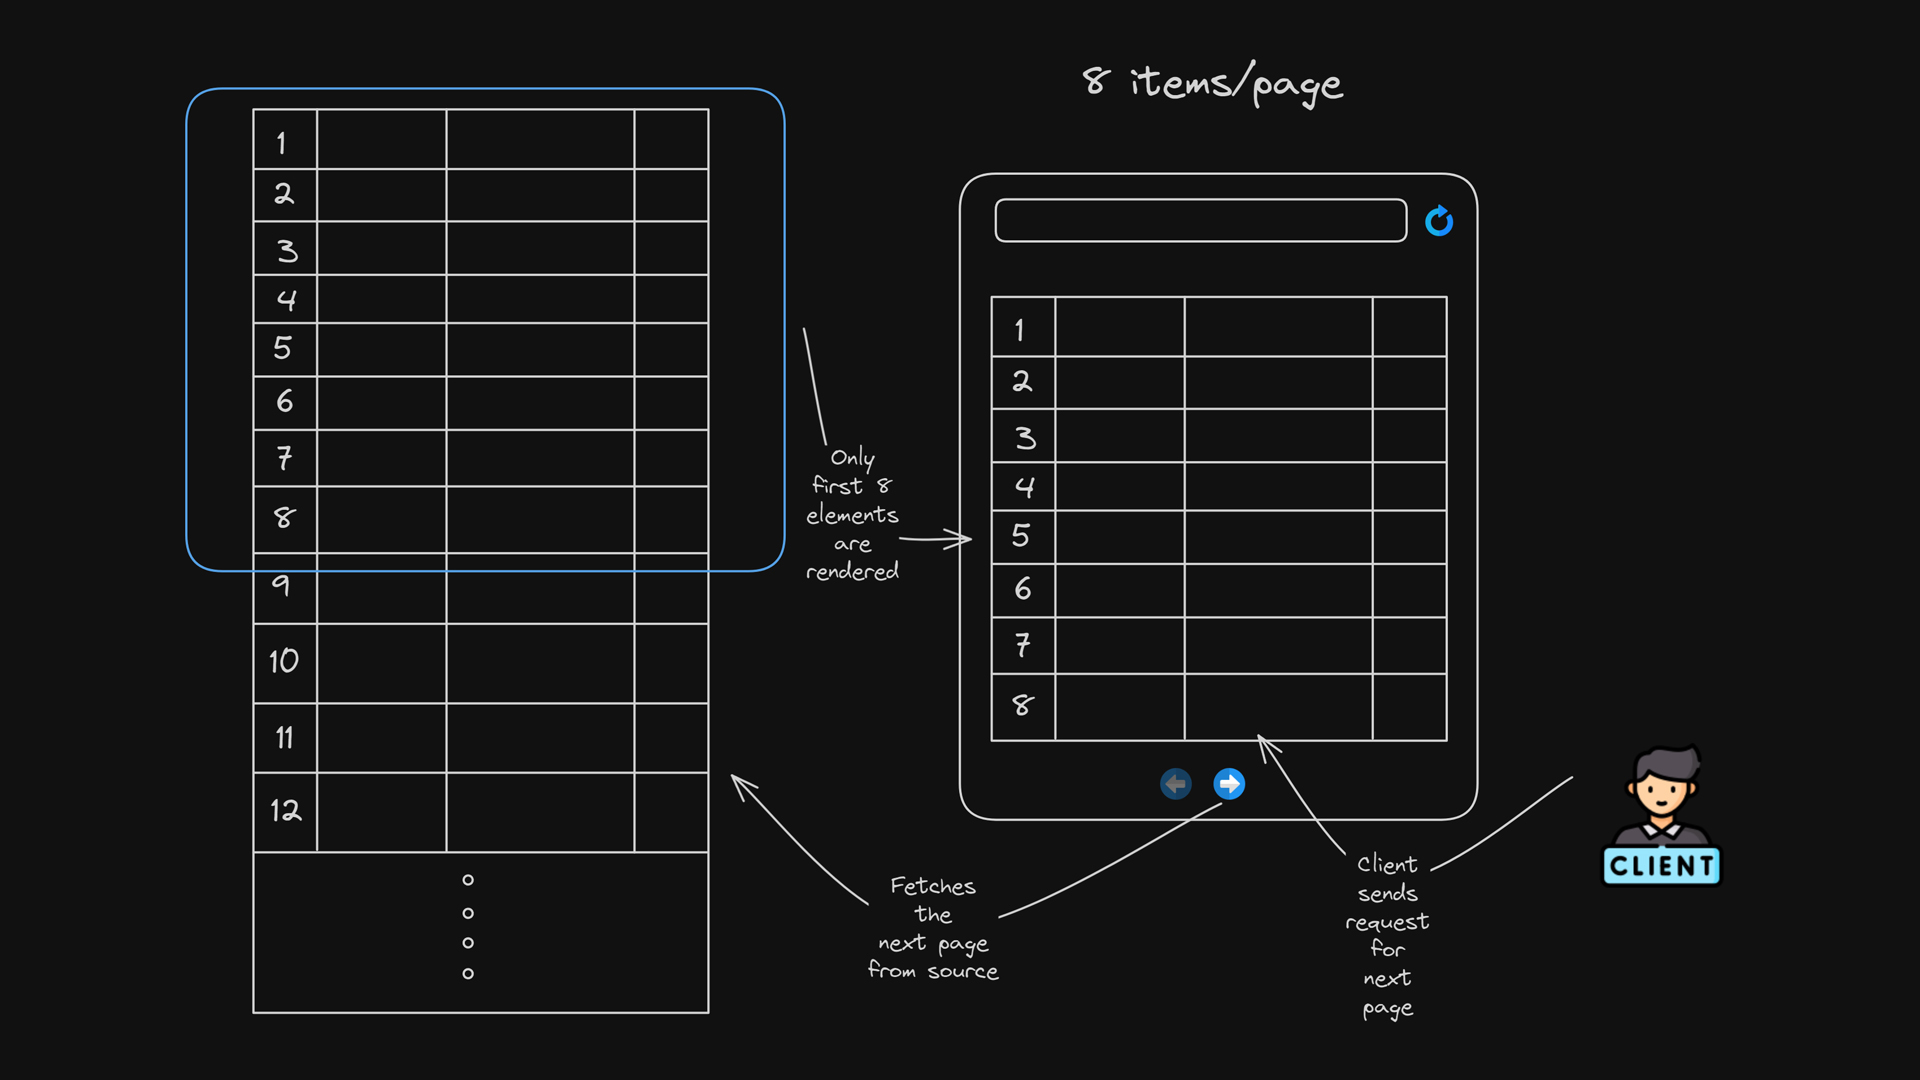 8 items/page
1
2
3
4
5
6
7
8
9
10
11
12
Only
first 8
elements
are
rendered
1
2
3
4
5
6
7
8
Fetches
the
next page
from source
Client
sends
request
for
next
page
CLIENT